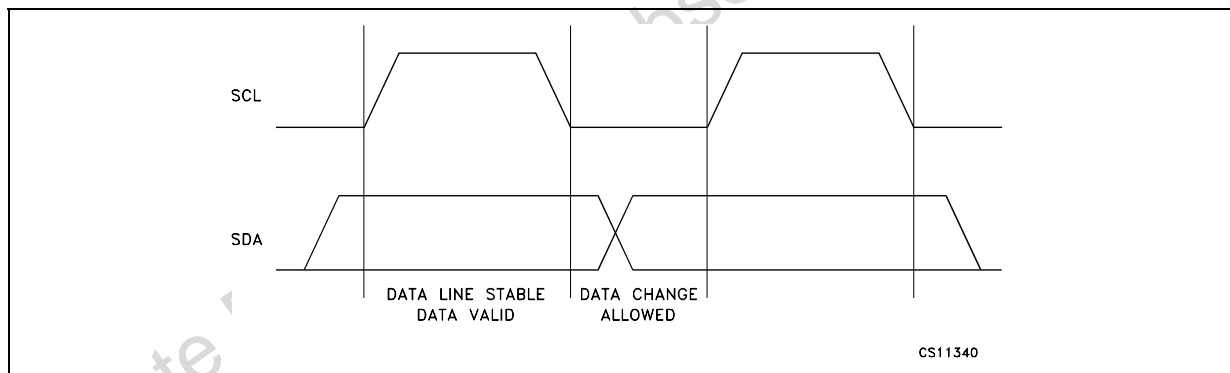 SCL
SDA
DATA LINE STABLE
DATA VALID
DATA CHANGE
ALLOWED
CS11340